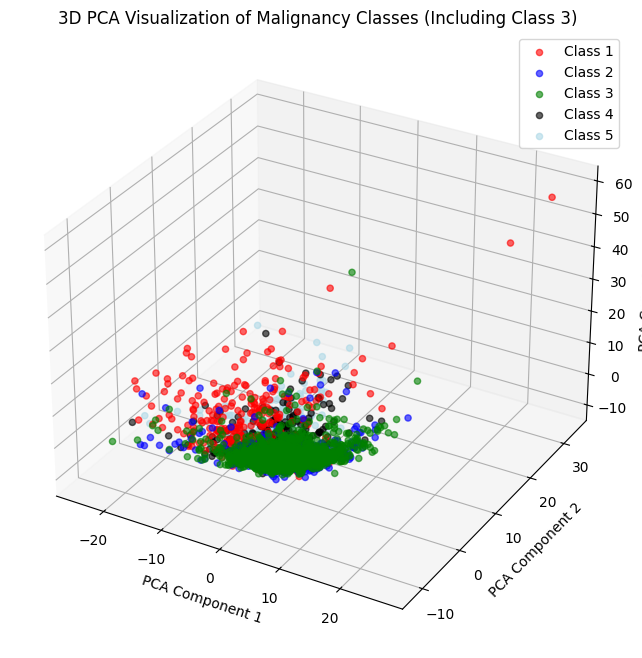 3D PCA Visualization of Malignancy Classes (Including Class 3)
Class 1
Class 2
Class 3
Class 4
Class 5
60
50
40
30
20
10
0
−10
30
20
10
0
−10
PCA Component 2
−20
−10
0
10
20
PCA Component 1